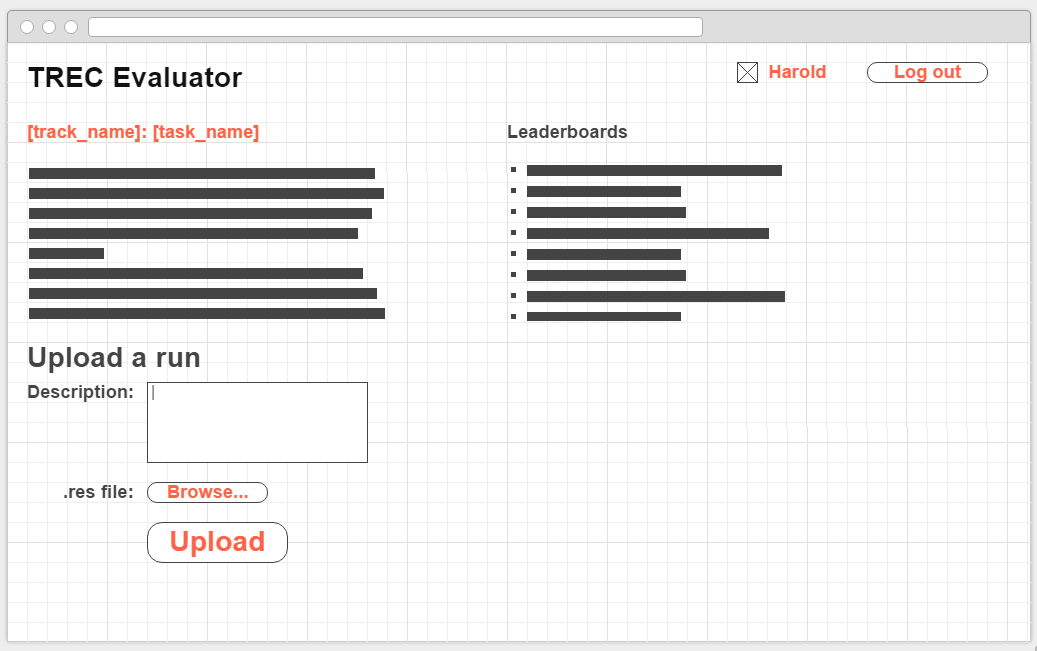 TREC Evaluator
Harold
Log out
[track_name]: [task_name]
Leaderboards
Upload a run
Description:
.res file:
Browse...
Upload